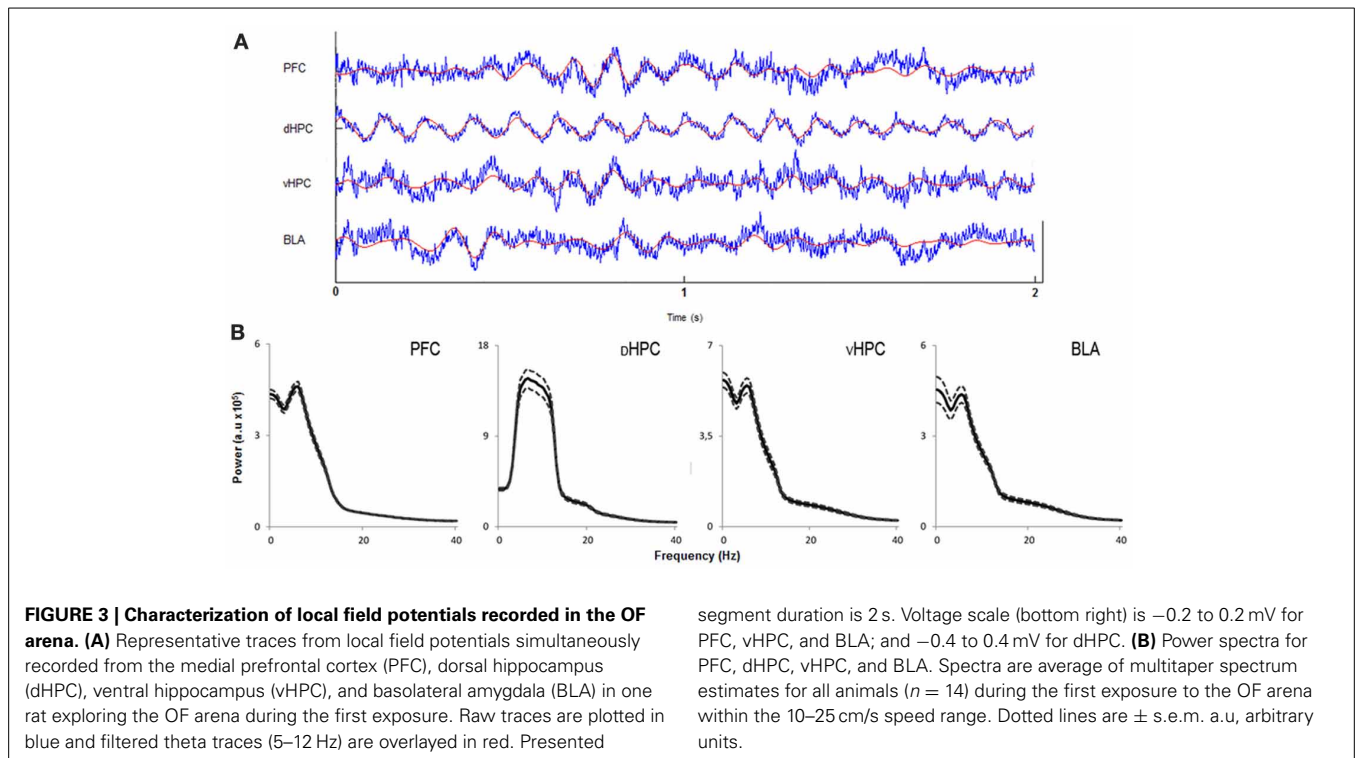 A
PFC
dHPC
vHPC
BLA
0
1
2
Time (s)
B
PFC
DHPC
VHPC
BLA
Power (a.u x10⁵)
6
3
0
0
20
40
18
9
0
0
20
40
7
3,5
0
0
20
40
6
3
0
0
20
40
Frequency (Hz)
FIGURE 3 | Characterization of local field potentials recorded in the OF
arena. (A) Representative traces from local field potentials simultaneously
recorded from the medial prefrontal cortex (PFC), dorsal hippocampus
(dHPC), ventral hippocampus (vHPC), and basolateral amygdala (BLA) in one
rat exploring the OF arena during the first exposure. Raw traces are plotted in
blue and filtered theta traces (5–12 Hz) are overlayed in red. Presented
segment duration is 2 s. Voltage scale (bottom right) is −0.2 to 0.2 mV for
PFC, vHPC, and BLA; and −0.4 to 0.4 mV for dHPC. (B) Power spectra for
PFC, dHPC, vHPC, and BLA. Spectra are average of multitaper spectrum
estimates for all animals (n = 14) during the first exposure to the OF arena
within the 10–25 cm/s speed range. Dotted lines are ± s.e.m. a.u, arbitrary
units.